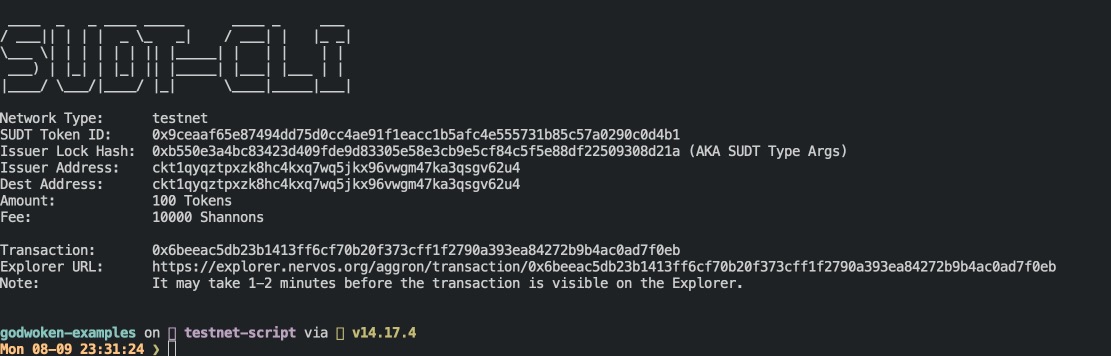 SUDT-CLI
Network Type: testnet
SUDT Token ID: 0x9ceaaf65e87494dd75d0cc4ae91f1eacc1b5afc4e555731b85c57a0290c0d4b1
Issuer Lock Hash: 0xb550e3a4bc83423d409fde9d83305e58e3cb9e5cf84c5f5e88df22509308d21a (AKA SUDT Type Args)
Issuer Address: ckt1qyqztpxzk8hc4kxq7wq5jkx96vwgm47ka3qsgv62u4
Dest Address: ckt1qyqztpxzk8hc4kxq7wq5jkx96vwgm47ka3qsgv62u4
Amount: 100 Tokens
Fee: 10000 Shannons
Transaction: 0x6beeac5db23b1413ff6cf70b20f373cff1f2790a393ea84272b9b4ac0ad7f0eb
Explorer URL: https://explorer.nervos.org/aggron/transaction/0x6beeac5db23b1413ff6cf70b20f373cff1f2790a393ea84272b9b4ac0ad7f0eb
Note: It may take 1-2 minutes before the transaction is visible on the Explorer.
godwoken-examples on testnet-script via v14.17.4
Mon 08-09 23:31:24 ❯